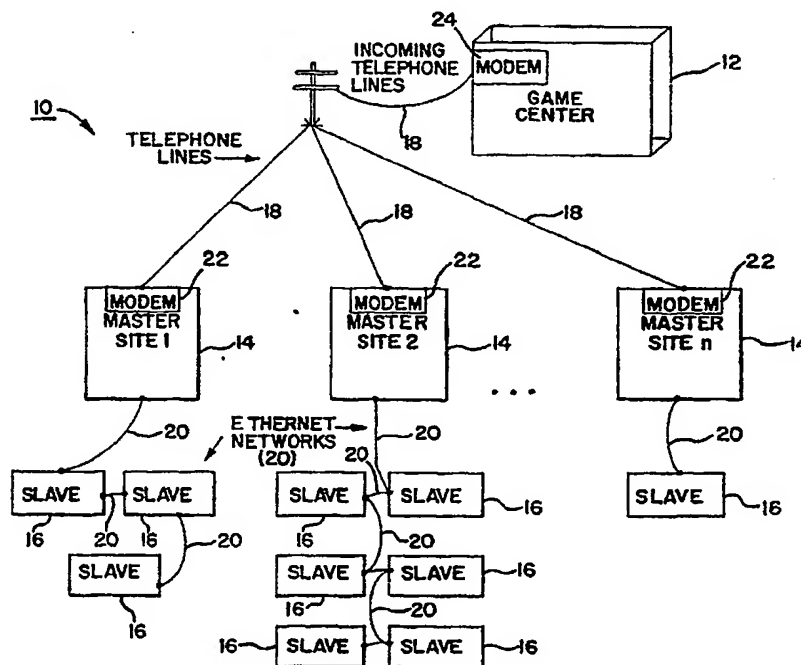 24
INCOMING
TELEPHONE
LINES
MODEM
12
GAME
CENTER
18
10
TELEPHONE
LINES
18
18
18
22
22
22
MODEM
MASTER
SITE 1
MODEM
MASTER
SITE 2
MODEM
MASTER
SITE n
14
14
14
...
20
E THERNET
NETWORKS
(20)
20
20
20
SLAVE
SLAVE
SLAVE
SLAVE
SLAVE
16
20
16
20
16
16
16
20
SLAVE
SLAVE
SLAVE
16
16
16
20
16
SLAVE
SLAVE
16